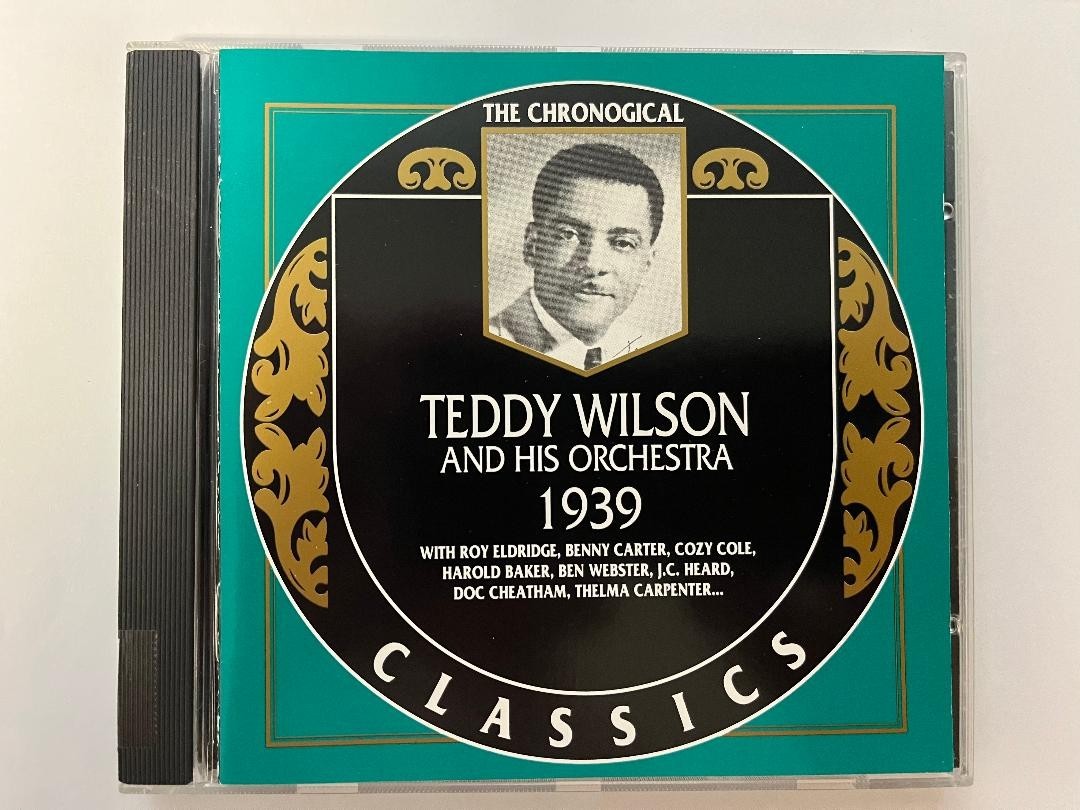 THE CHRONOGICAL
TEDDY WILSON
AND HIS ORCHESTRA
1939
WITH ROY ELDRIDGE, BENNY CARTER, COZY COLE,
HAROLD BAKER, BEN WEBSTER, J.C. HEARD,
DOC CHEATHAM, THELMA CARPENTER...
CLASSICS